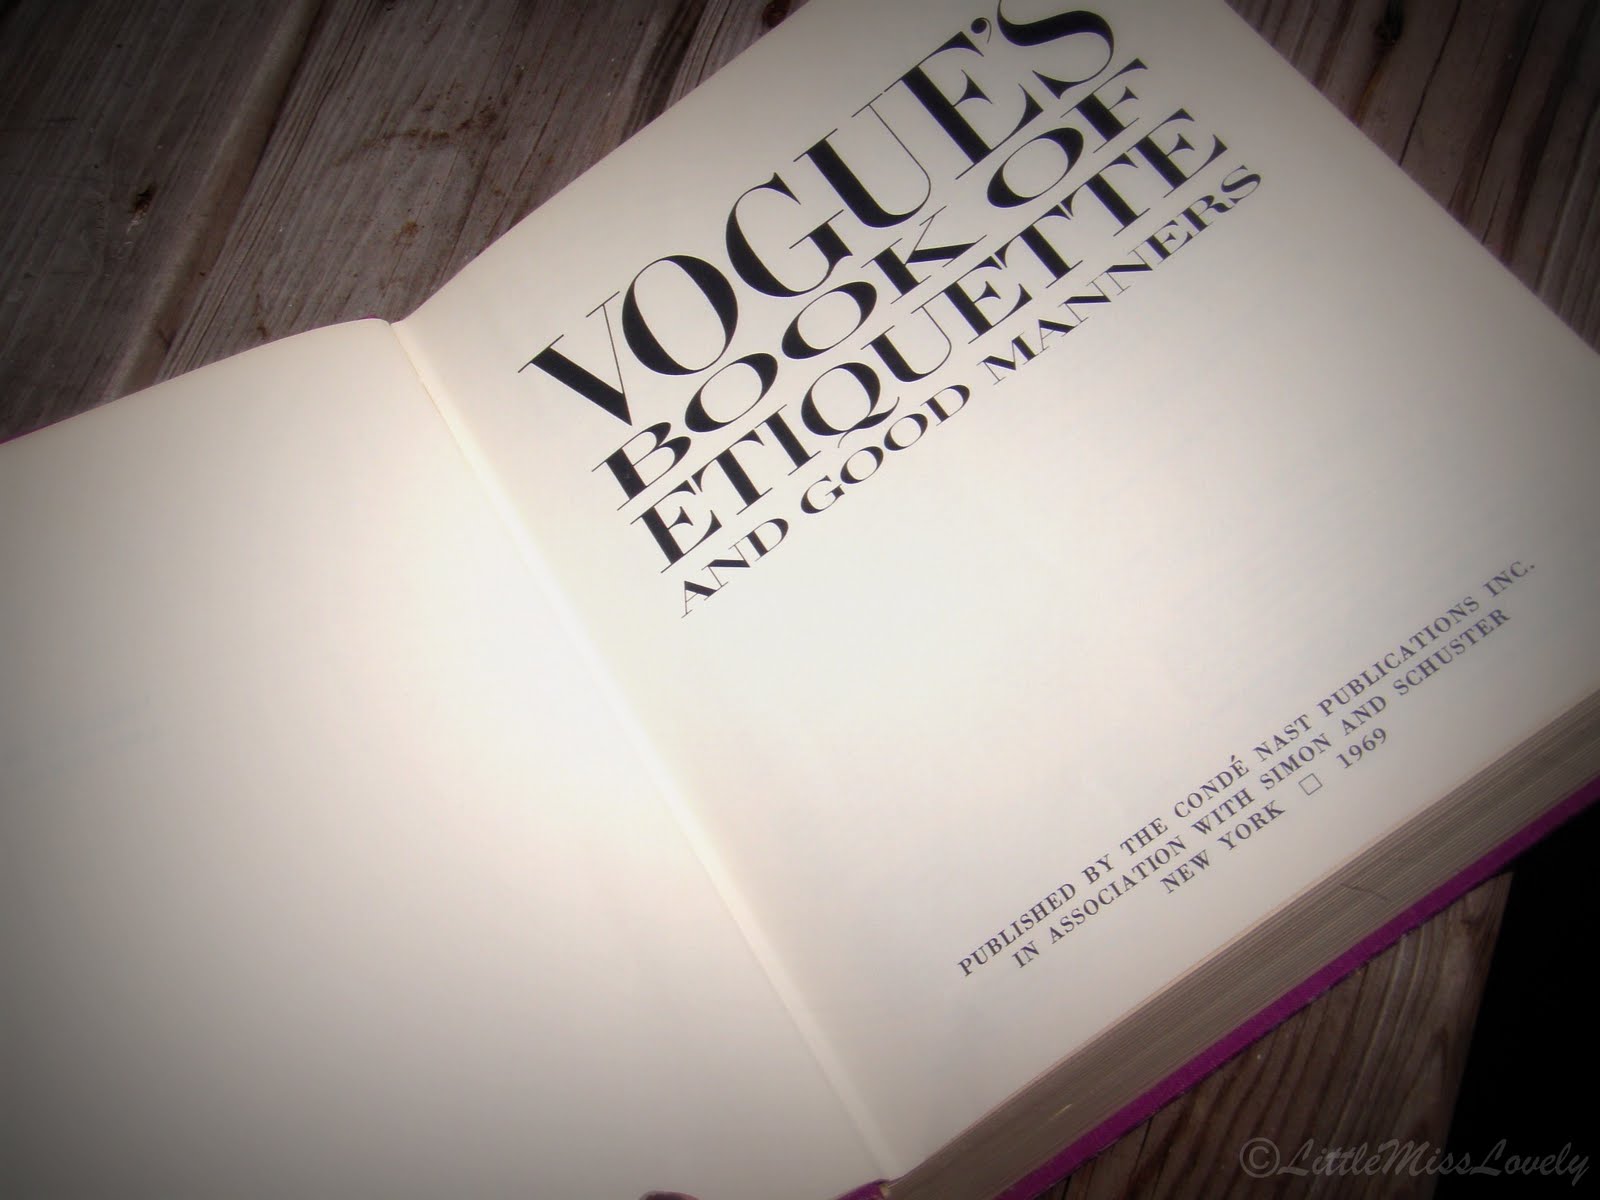 VOGUE'S
BOOK OF
ETIQUETTE
AND GOOD MANNERS
PUBLISHED BY THE CONDÉ NAST PUBLICATIONS INC.
IN ASSOCIATION WITH SIMON AND SCHUSTER
NEW YORK □ 1969
©LittleMissLovely